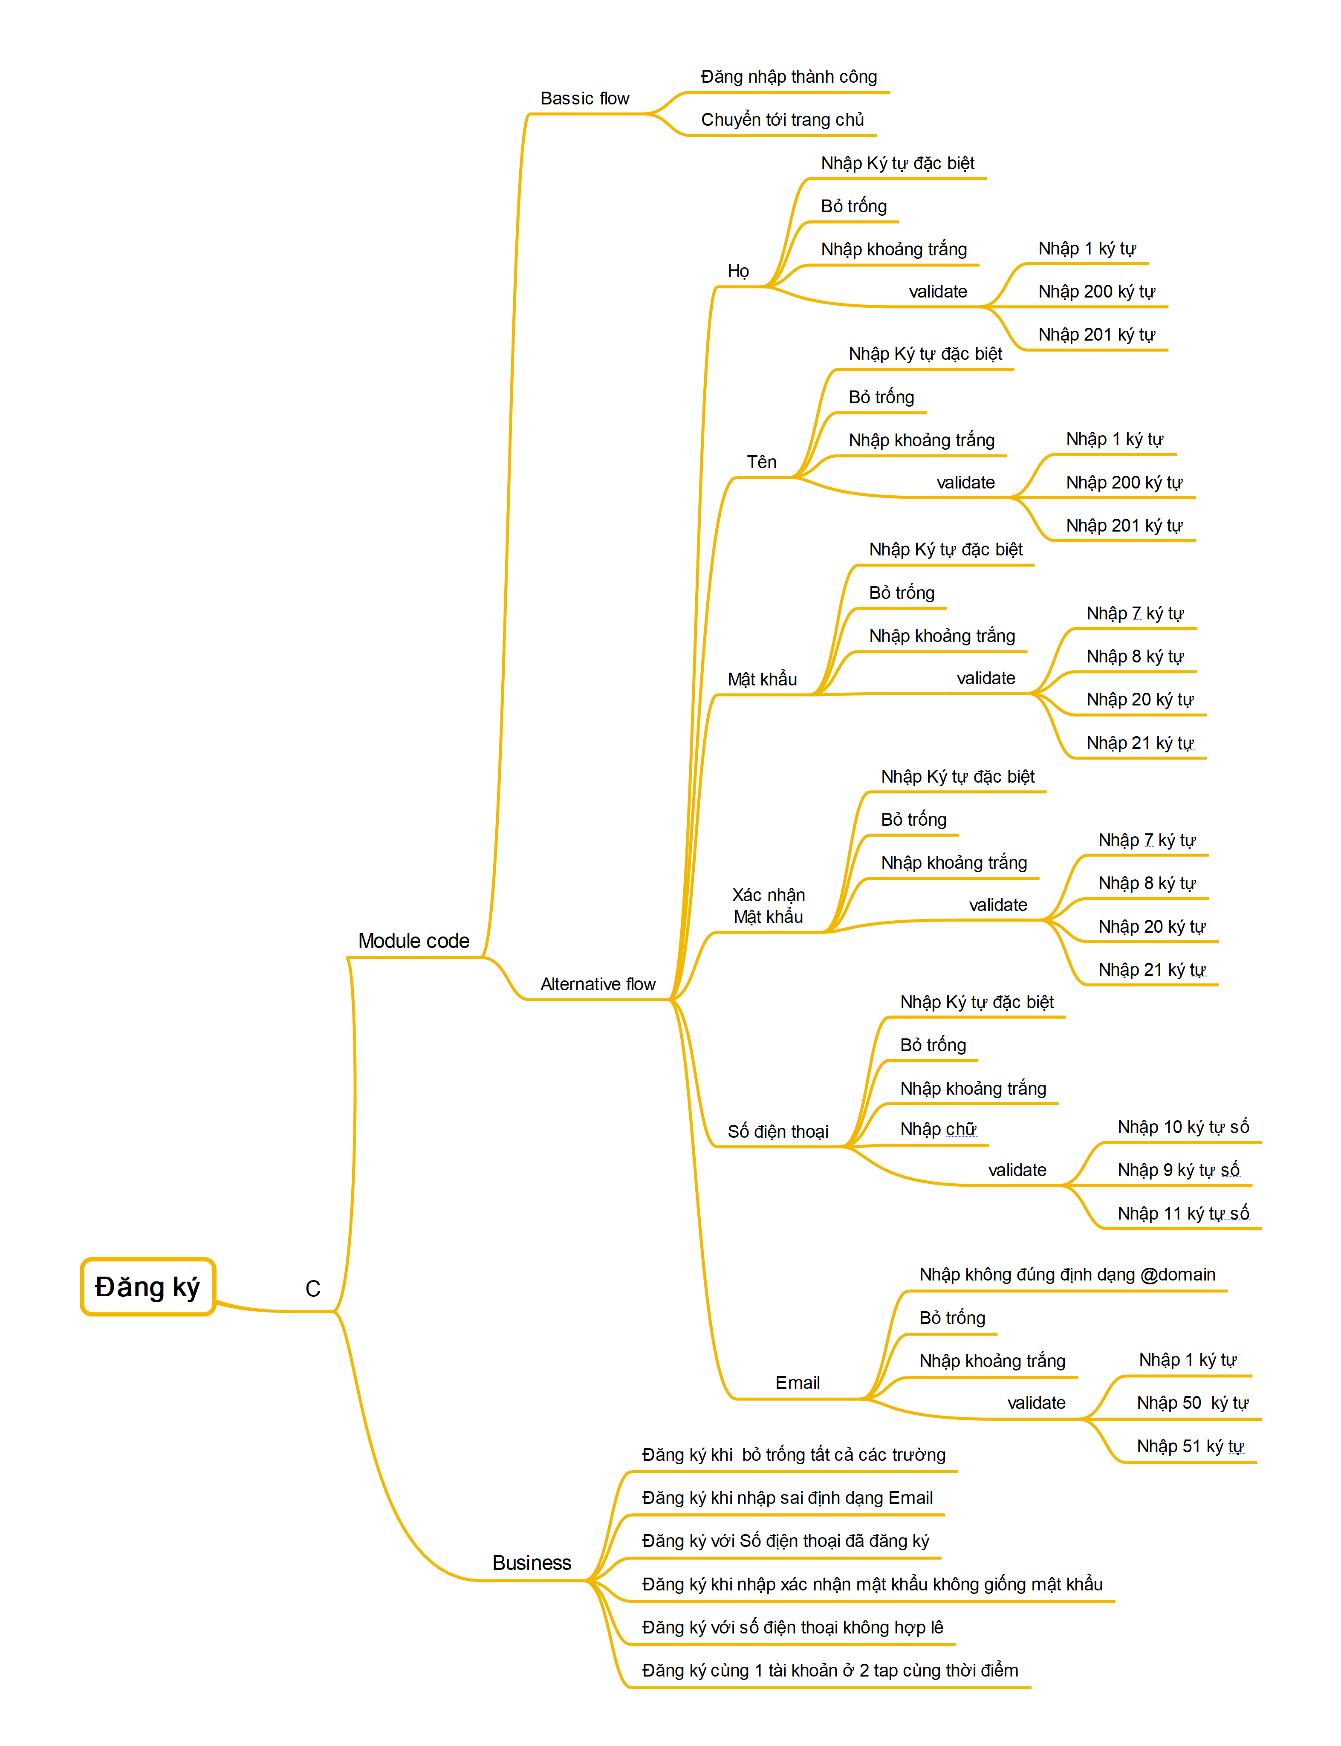 Đăng nhập thành công
Bassic flow
Chuyển tới trang chủ
Nhập Ký tự đặc biệt
Bỏ trống
Nhập khoảng trắng
Họ
validate
Nhập 1 ký tự
Nhập 200 ký tự
Nhập 201 ký tự
Nhập Ký tự đặc biệt
Bỏ trống
Nhập khoảng trắng
Tên
validate
Nhập 1 ký tự
Nhập 200 ký tự
Nhập 201 ký tự
Nhập Ký tự đặc biệt
Bỏ trống
Nhập khoảng trắng
Mật khẩu
validate
Nhập 7 ký tự
Nhập 8 ký tự
Nhập 20 ký tự
Nhập 21 ký tự
Nhập Ký tự đặc biệt
Bỏ trống
Nhập khoảng trắng
Xác nhận
Mật khẩu
validate
Nhập 7 ký tự
Nhập 8 ký tự
Nhập 20 ký tự
Nhập 21 ký tự
Module code
Alternative flow
Nhập Ký tự đặc biệt
Bỏ trống
Nhập khoảng trắng
Nhập chữ
Số điện thoại
validate
Nhập 10 ký tự số
Nhập 9 ký tự số
Nhập 11 ký tự số
Đăng ký
C
Nhập không đúng định dạng @domain
Bỏ trống
Nhập khoảng trắng
Email
validate
Nhập 1 ký tự
Nhập 50  ký tự
Nhập 51 ký tự
Đăng ký khi  bỏ trống tất cả các trường
Đăng ký khi nhập sai định dạng Email
Đăng ký với Số điện thoại đã đăng ký
Business
Đăng ký khi nhập xác nhận mật khẩu không giống mật khẩu
Đăng ký với số điện thoại không hợp lê
Đăng ký cùng 1 tài khoản ở 2 tap cùng thời điểm